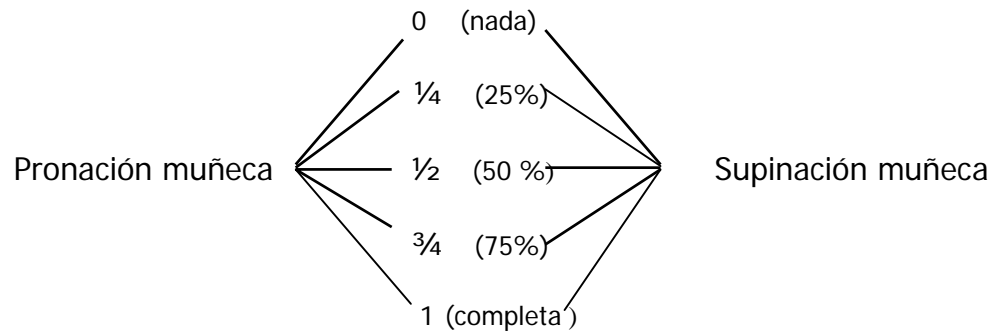 0 (nada)
¼ (25%)
Pronación muñeca ½ (50 %) Supinación muñeca
¾ (75%)
1 (completa )